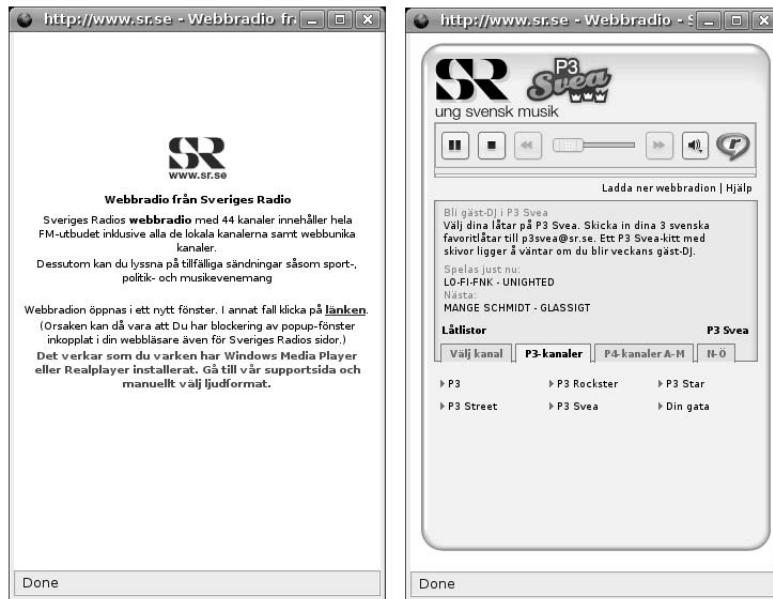 http://www.sr.se - Webbradio fr
SR
www.sr.se
Webbradio från Sveriges Radio
Sveriges Radios webbradio med 44 kanaler innehåller hela
FM-utbudet inklusive alla de lokala kanalerna samt webbunika
kanaler.
Dessutom kan du lyssna på tillfälliga sändningar såsom sport-,
politik- och musikevenemang
Webbradion öppnas i ett nytt fönster. I annat fall klicka på länken.
(Orsaken kan då vara att Du har blockering av popup-fönster
inkopplat i din webbläsare även för Sveriges Radios sidor.)
Det verkar som du varken har Windows Media Player
eller Realplayer installerat. Gå till vår supportsida och
manuellt välj ljudformat.
Done
http://www.sr.se - Webbradio - S
SR P3 Svea
ung svensk musik
Ladda ner webbradion | Hjälp
Bli gäst-DJ i P3 Svea
Välj dina låtar på P3 Svea. Skicka in dina 3 svenska
favoritlåtar till p3svea@sr.se. Ett P3 Svea-kitt med
skivor ligger å väntar om du blir veckans gäst-DJ.
Spelas just nu:
LO-FI-FNK - UNIGHTED
Nästa:
MANGE SCHMIDT - GLASSIGT
Låtlistor P3 Svea
Välj kanal P3-kanaler P4-kanaler A-M N-Ö
P3 P3 Rockster P3 Star
P3 Street P3 Svea Din gata
Done